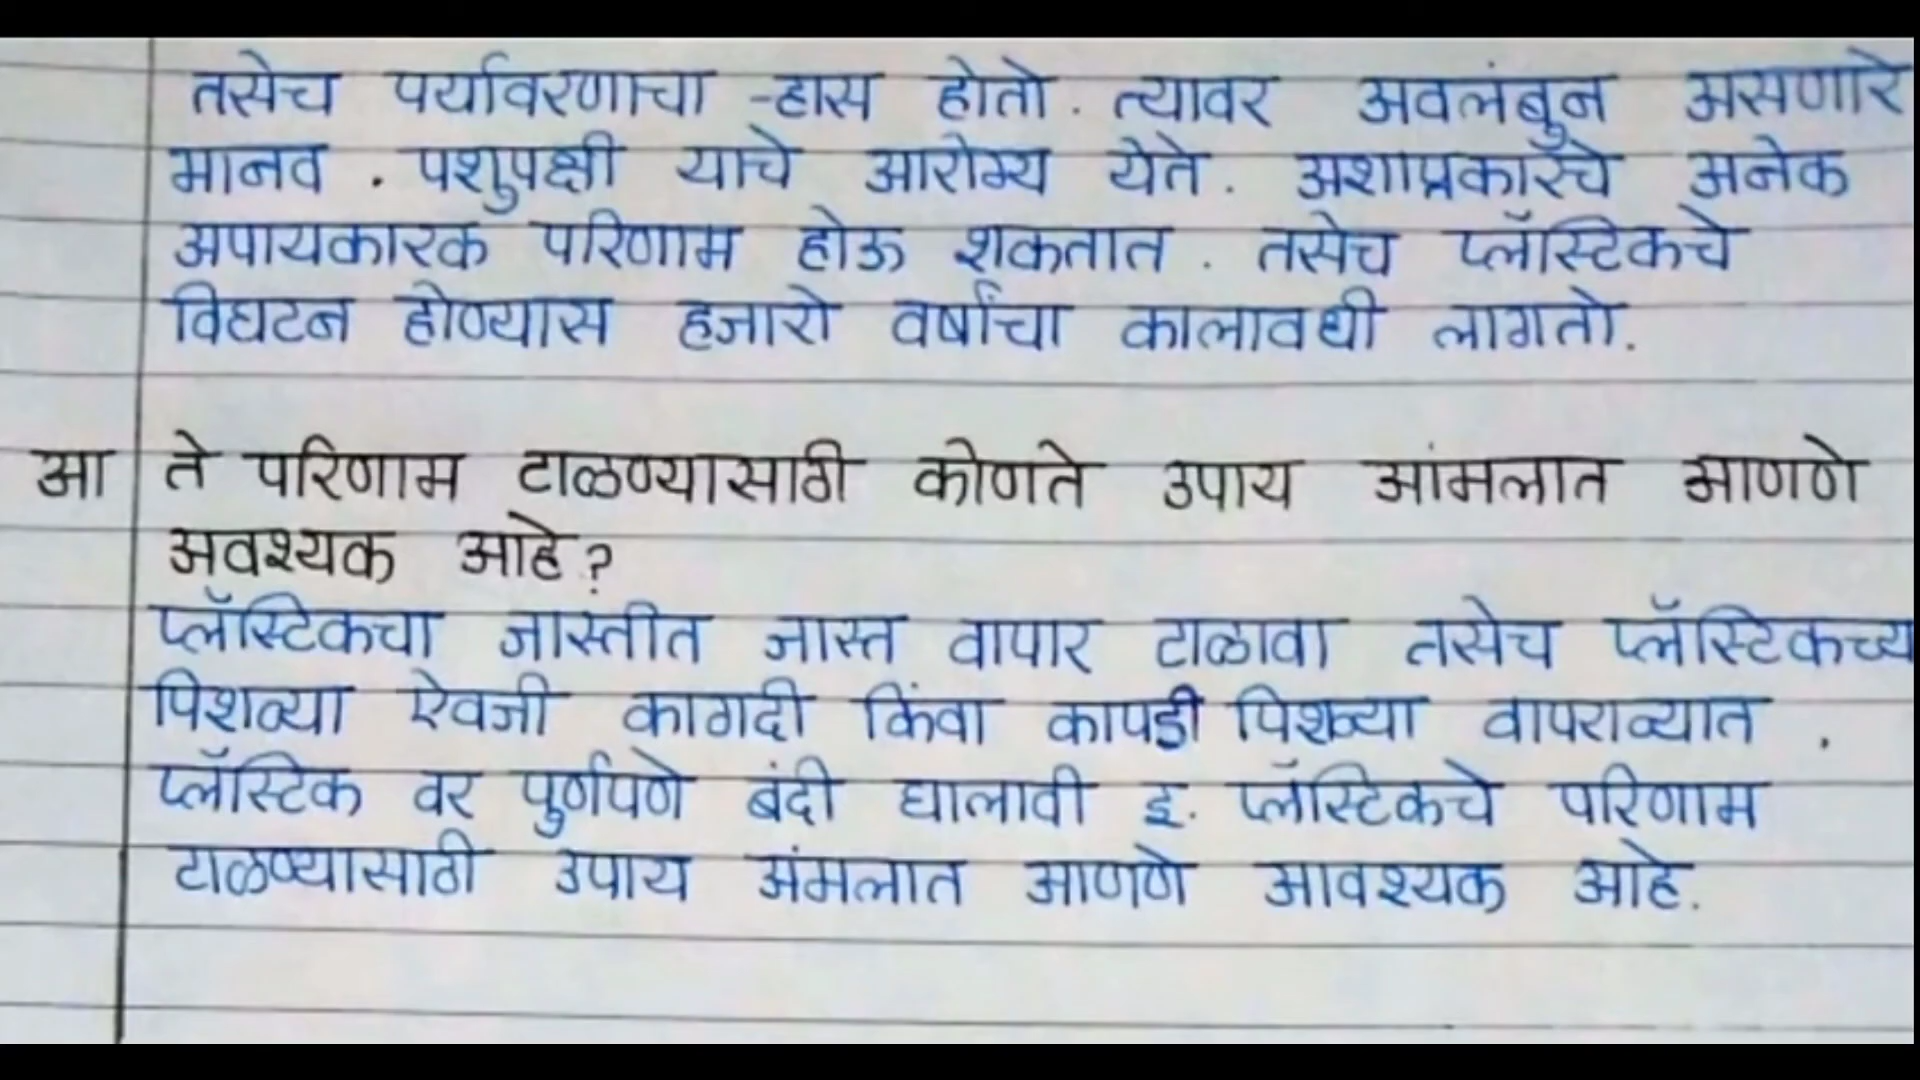 तसेच पर्यावरणाचा -हास होतो. त्यावर अवलंबुन असणारे
मानव . पशुपक्षी याचे आरोग्य येते. अशाप्रकारचे अनेक
अपायकारक परिणाम होऊ शकतात. तसेच प्लॅस्टिकचे
विघटन होण्यास हजारो वर्षांचा कालावधी लागतो.
आ ते परिणाम टाळण्यासाठी कोणते उपाय आंमलात आणणे
अवश्यक आहे?
प्लॅस्टिकचा जास्तीत जास्त वापार टाळावा तसेच प्लॅस्टिकच्य
पिशव्या ऐवजी कागदी किंवा कापडी पिशव्या वापराव्यात .
प्लॅस्टिक वर पुर्णपणे बंदी घालावी इ. प्लॅस्टिकचे परिणाम
टाळण्यासाठी उपाय अंमलात आणणे आवश्यक आहे.